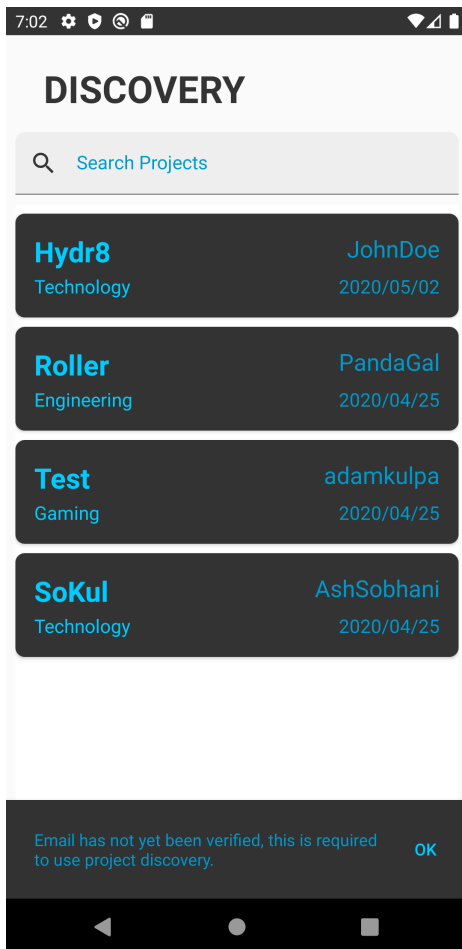 7:02
DISCOVERY
Search Projects
Hydr8 JohnDoe
Technology 2020/05/02
Roller PandaGal
Engineering 2020/04/25
Test adamkulpa
Gaming 2020/04/25
SoKul AshSobhani
Technology 2020/04/25
Email has not yet been verified, this is required
to use project discovery.
OK